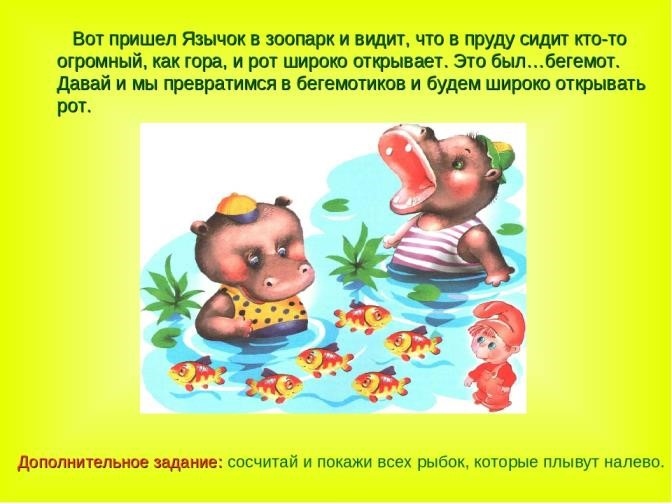 Вот пришел Язычок в зоопарк и видит, что в пруду сидит кто-то
огромный, как гора, и рот широко открывает. Это был…бегемот.
Давай и мы превратимся в бегемотиков и будем широко открывать
рот.
Дополнительное задание: сосчитай и покажи всех рыбок, которые плывут налево.